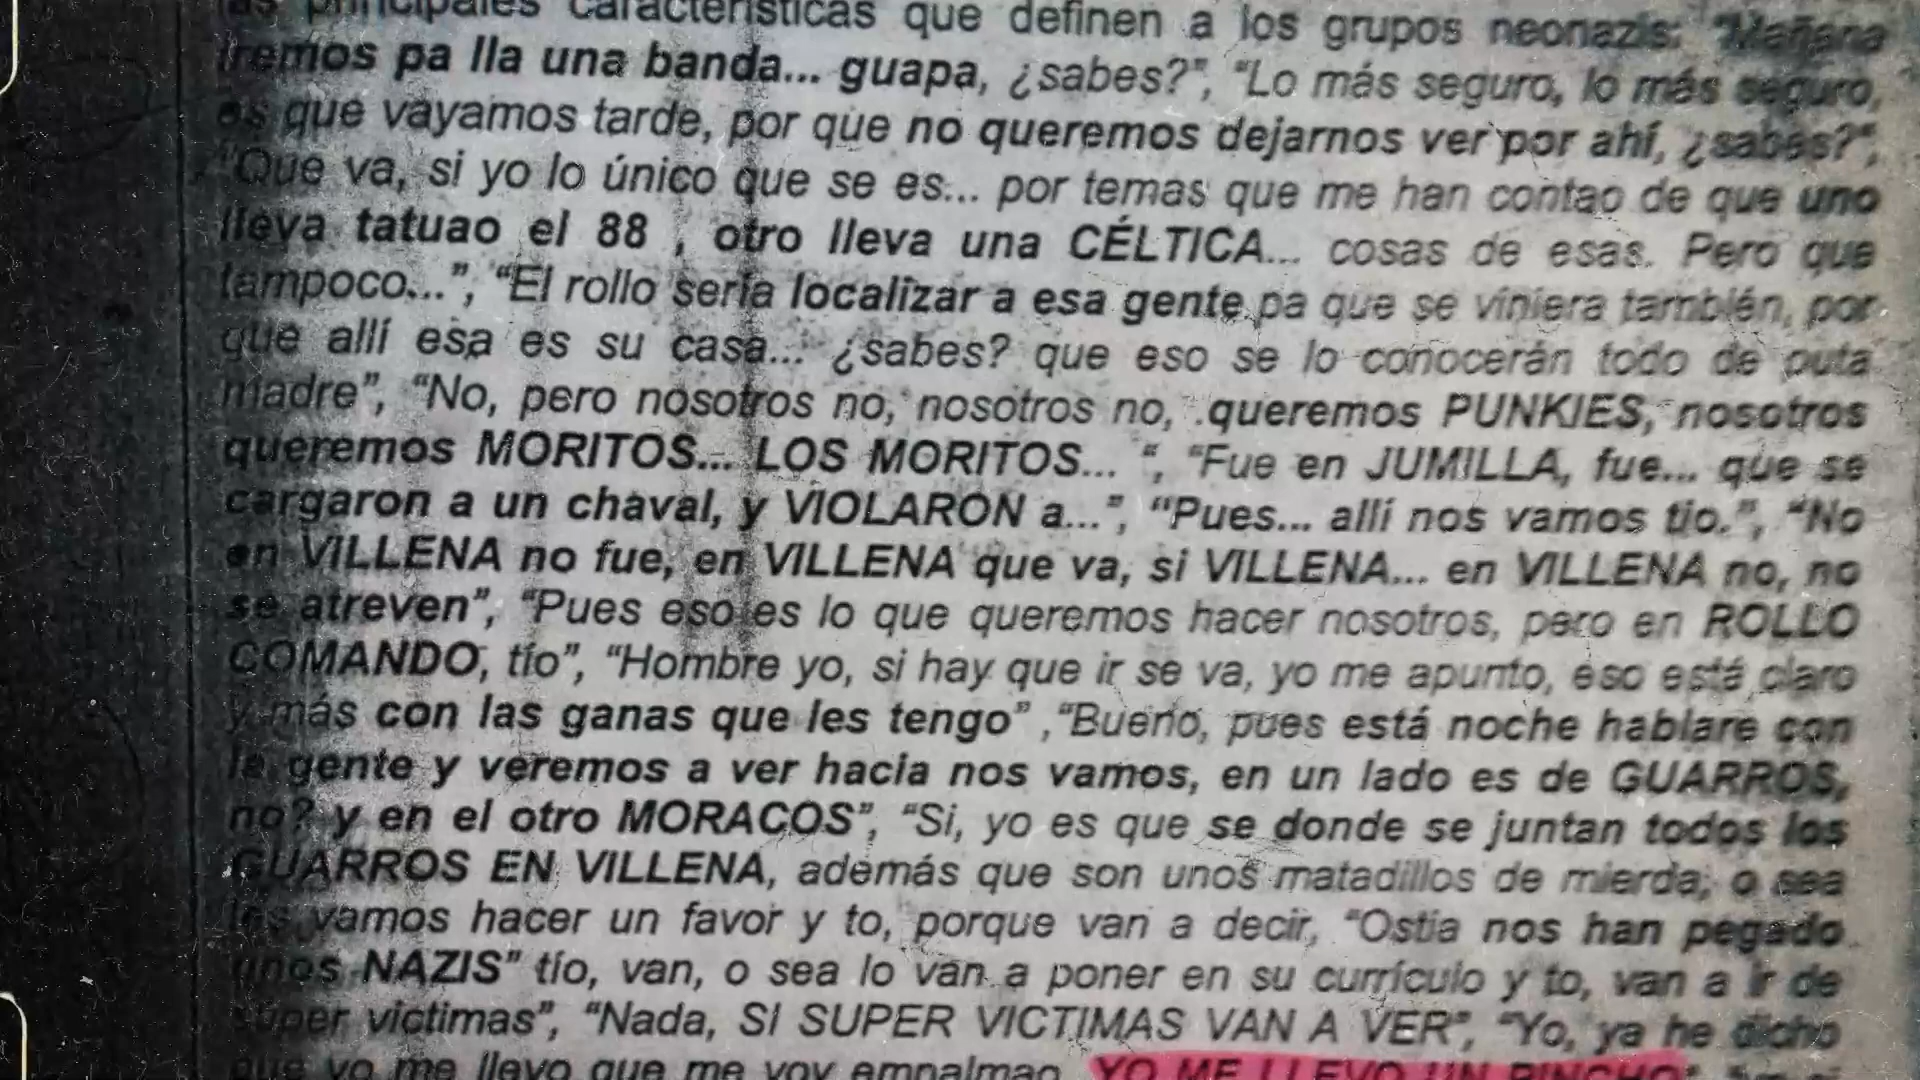 las principales características que definen a los grupos neonazis: "Mañana
iremos pa lla una banda... guapa, ¿sabes?", "Lo más seguro, lo más seguro,
es que vayamos tarde, por que no queremos dejarnos ver por ahí, ¿sabes?",
"Que va, si yo lo único que se es... por temas que me han contao de que uno
lleva tatuao el 88 , otro lleva una CÉLTICA... cosas de esas. Pero que
tampoco...", "El rollo sería localizar a esa gente pa que se viniera también, por
que allí esa es su casa... ¿sabes? que eso se lo conocerán todo de puta
madre", "No, pero nosotros no, nosotros no, .queremos PUNKIES, nosotros
queremos MORITOS... LOS MORITOS... ", "Fue en JUMILLA, fue... que se
cargaron a un chaval, y VIOLARON a...", "Pues... allí nos vamos tio.", "No
en VILLENA no fue, en VILLENA que va, si VILLENA... en VILLENA no, no
se atreven", "Pues eso es lo que queremos hacer nosotros, pero en ROLLO
COMANDO, tío", "Hombre yo, si hay que ir se va, yo me apunto, eso está claro
y más con las ganas que les tengo" ,"Bueno, pues está noche hablare con
la gente y veremos a ver hacia nos vamos, en un lado es de GUARROS,
no? y en el otro MORACOS", "Si, yo es que se donde se juntan todos los
GUARROS EN VILLENA, además que son unos matadillos de mierda, o sea
les vamos hacer un favor y to, porque van a decir, "Ostia nos han pegado
unos NAZIS" tío, van, o sea lo van a poner en su currículo y to, van a ir de
super victimas", "Nada, SI SUPER VICTIMAS VAN A VER", "Yo, ya he dicho
que yo me llevo que me voy empalmao, YO ME LLEVO UN PINCHO",